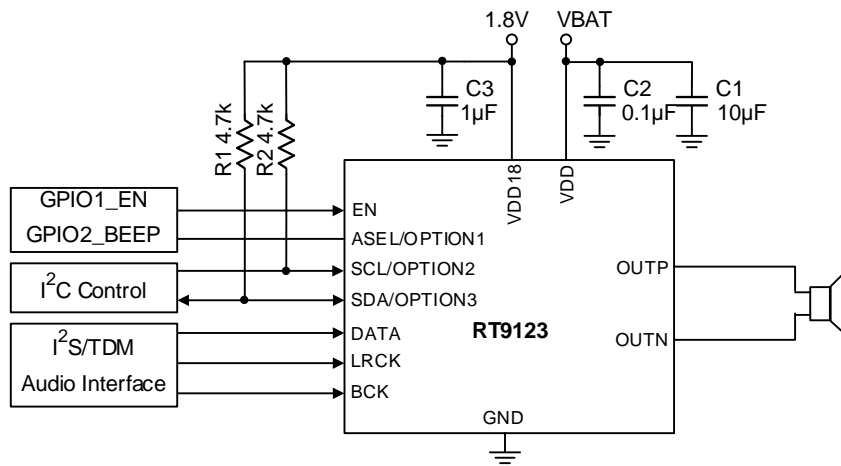 1.8V
VBAT
C3
1µF
C2
0.1µF
C1
10µF
R1 4.7k
R2 4.7k
VDD18
VDD
GPIO1_EN
GPIO2_BEEP
I²C Control
I²S/TDM
Audio Interface
EN
ASEL/OPTION1
SCL/OPTION2
SDA/OPTION3
DATA
LRCK
BCK
RT9123
OUTP
OUTN
GND